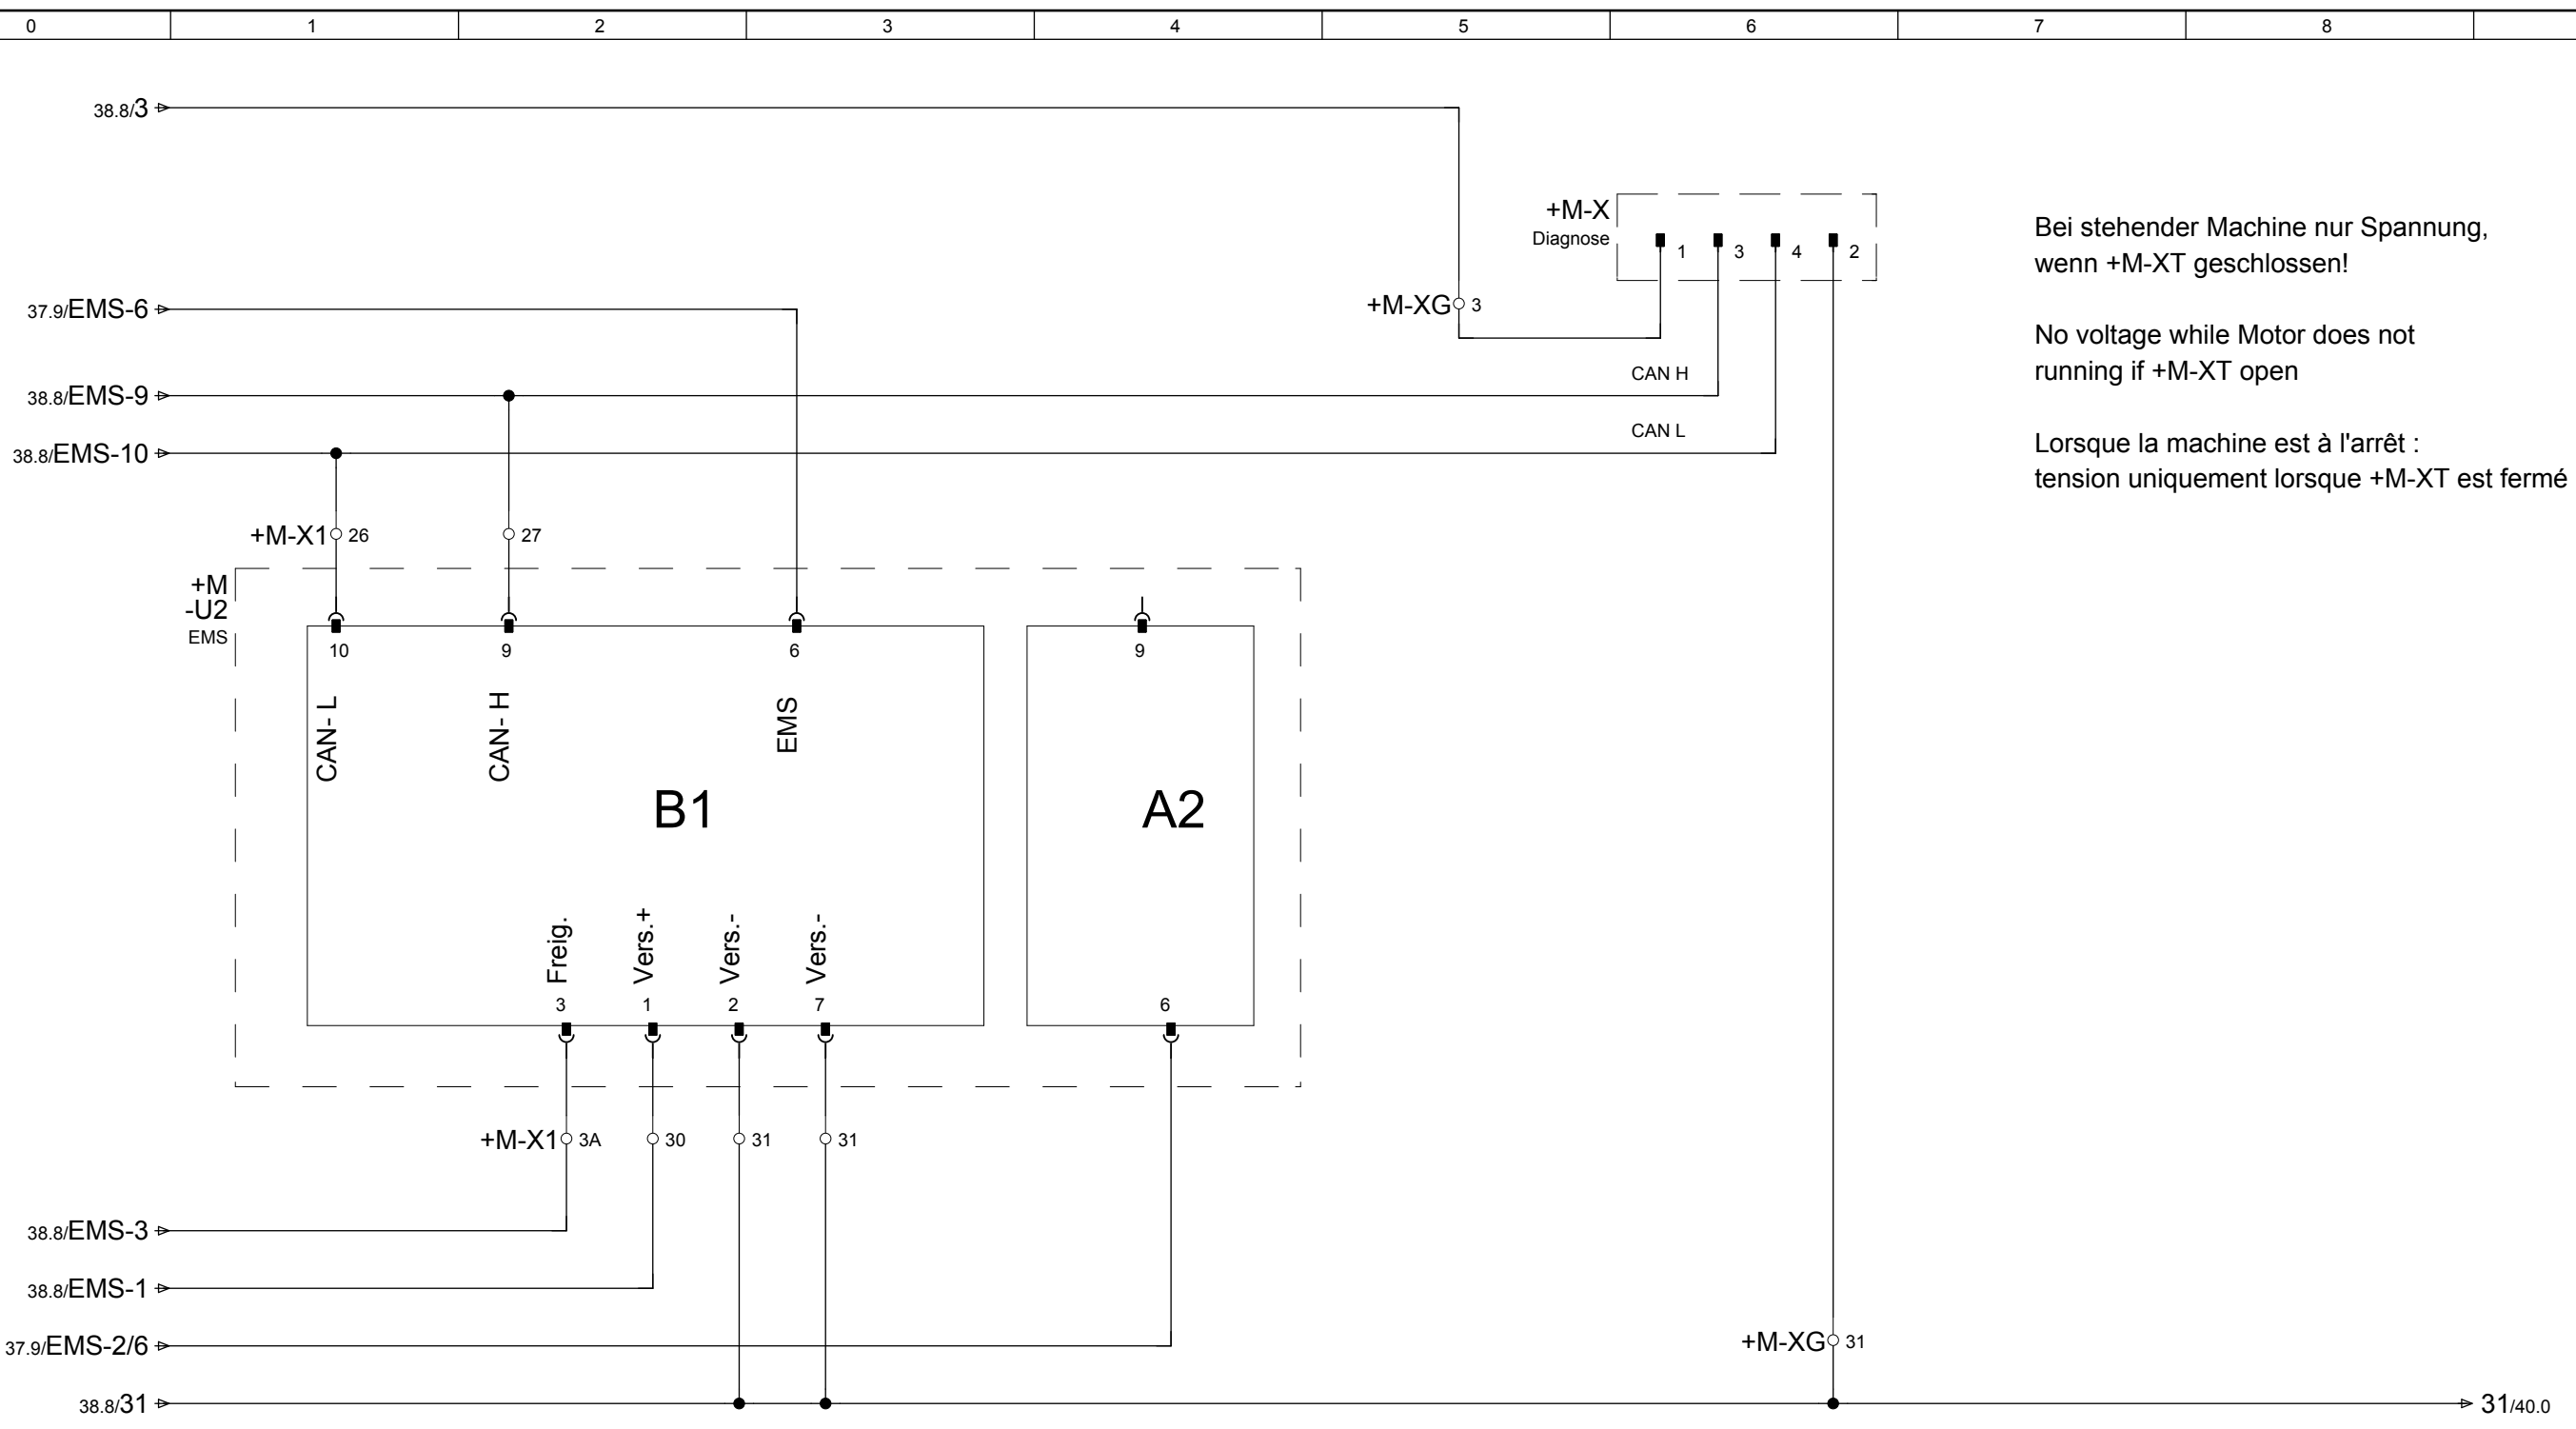 0 1 2 3 4 5 6 7 8
38.8/3
+M-X
Diagnose
1 3 4 2
Bei stehender Machine nur Spannung,
wenn +M-XT geschlossen!
No voltage while Motor does not
running if +M-XT open
Lorsque la machine est à l'arrêt :
tension uniquement lorsque +M-XT est fermé
37.9/EMS-6
+M-XG 3
38.8/EMS-9
CAN H
38.8/EMS-10
CAN L
+M-X1 26 27
+M
-U2
EMS
10 9 6 9
CAN- L
CAN- H
EMS
B1
A2
Freig.
Vers.+
Vers.-
Vers.-
3 1 2 7 6
+M-X1 3A 30 31 31
38.8/EMS-3
38.8/EMS-1
37.9/EMS-2/6
+M-XG 31
38.8/31
31/40.0